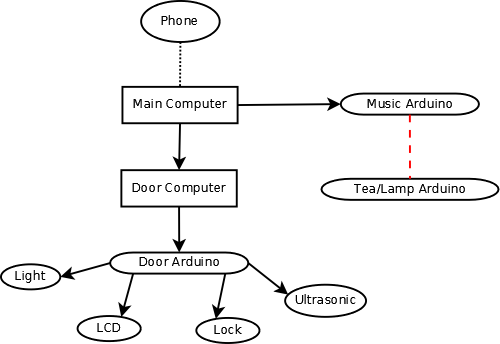 Phone
Main Computer
Music Arduino
Door Computer
Tea/Lamp Arduino
Door Arduino
Light
Ultrasonic
LCD
Lock